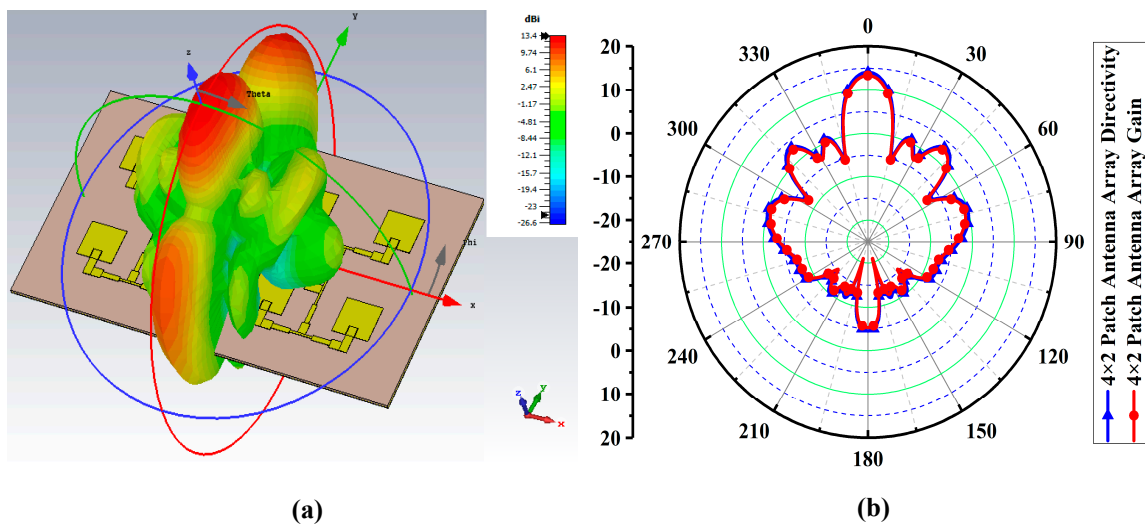 dBi
13.4
9.74
6.1
2.47
-1.17
-4.81
-8.44
-12.1
-15.7
-19.4
-23
-26.6
y
z
Theta
Phi
x
z
y
x
(a)
20
10
0
-10
-20
-20
-10
0
10
20
0
30
60
90
120
150
180
210
240
270
300
330
4×2 Patch Antenna Array Directivity
4×2 Patch Antenna Array Gain
(b)